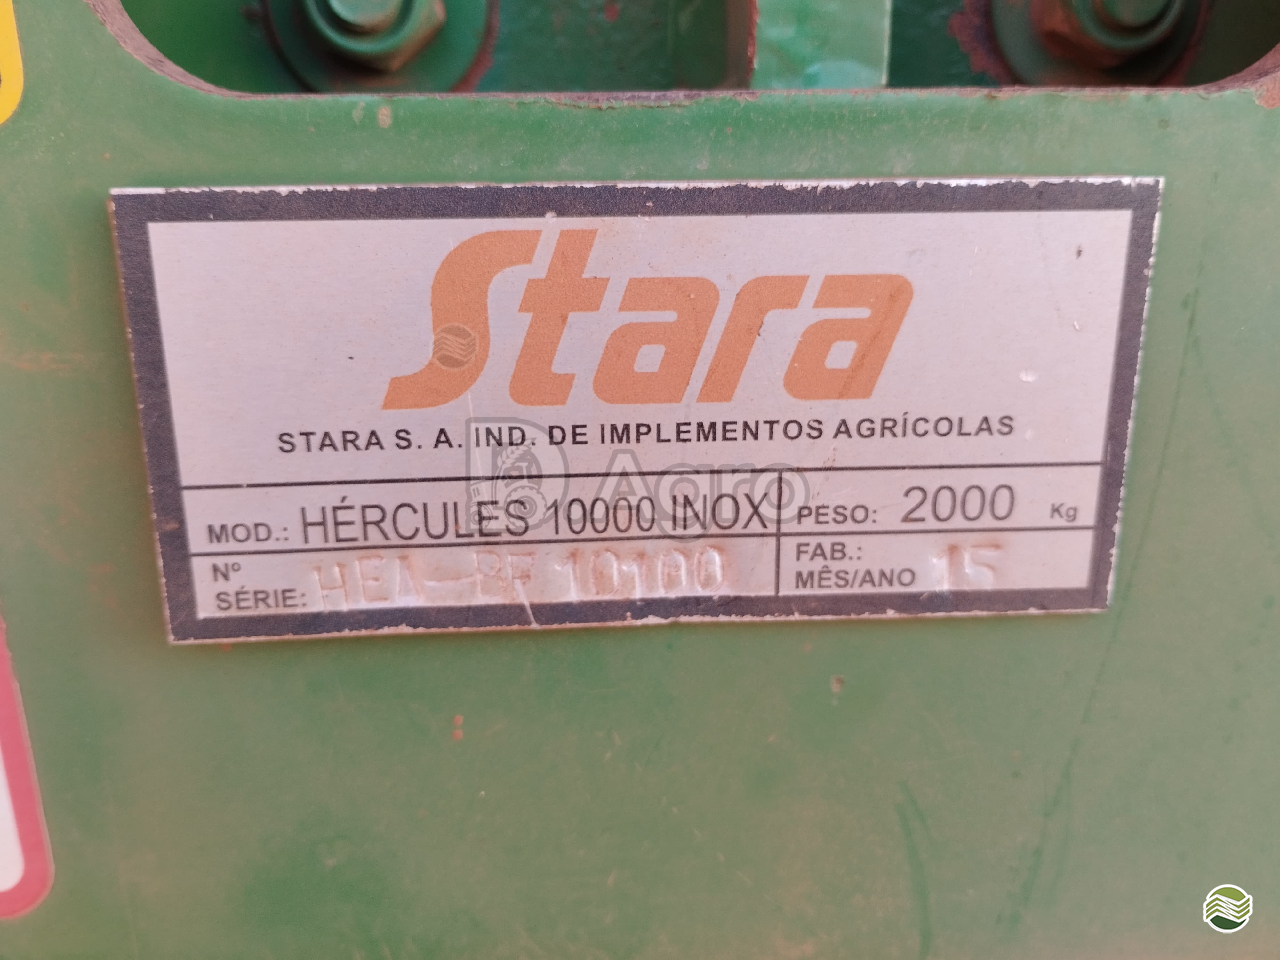 Stara
STARA S. A. IND. DE IMPLEMENTOS AGRÍCOLAS
D Agro
MOD.: HÉRCULES 10000 INOX PESO: 2000 Kg
Nº
SÉRIE: FAB.:
MÊS/ANO 15